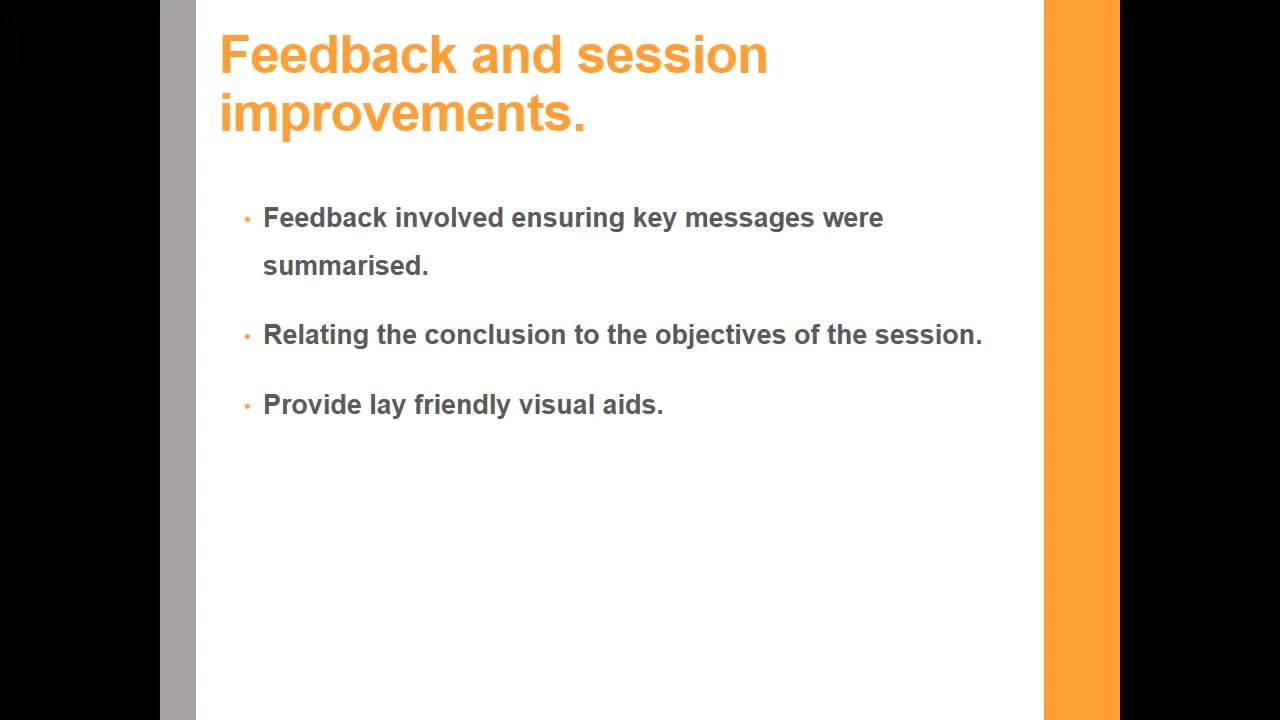 Feedback and session
improvements.
• Feedback involved ensuring key messages were
summarised.
• Relating the conclusion to the objectives of the session.
• Provide lay friendly visual aids.